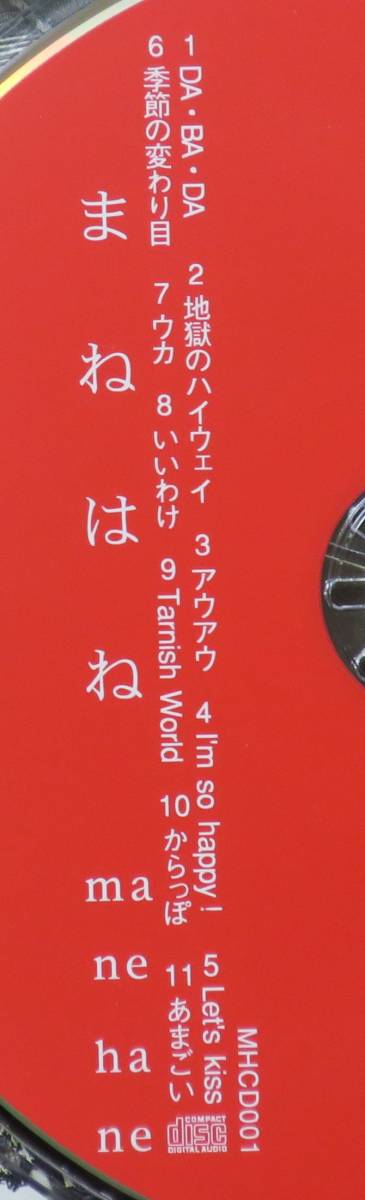 1 DA・BA・DA 2 地獄のハイウェイ 3 アウアウ 4 I'm so happy! 5 Let's kiss
6 季節の変わり目 7 ウカ 8 いいわけ 9 Tarnish World 10 からっぽ 11 あまごい
まねはね
ma
ne
ha
ne
MHCD001
COMPACT
disc
DIGITAL AUDIO